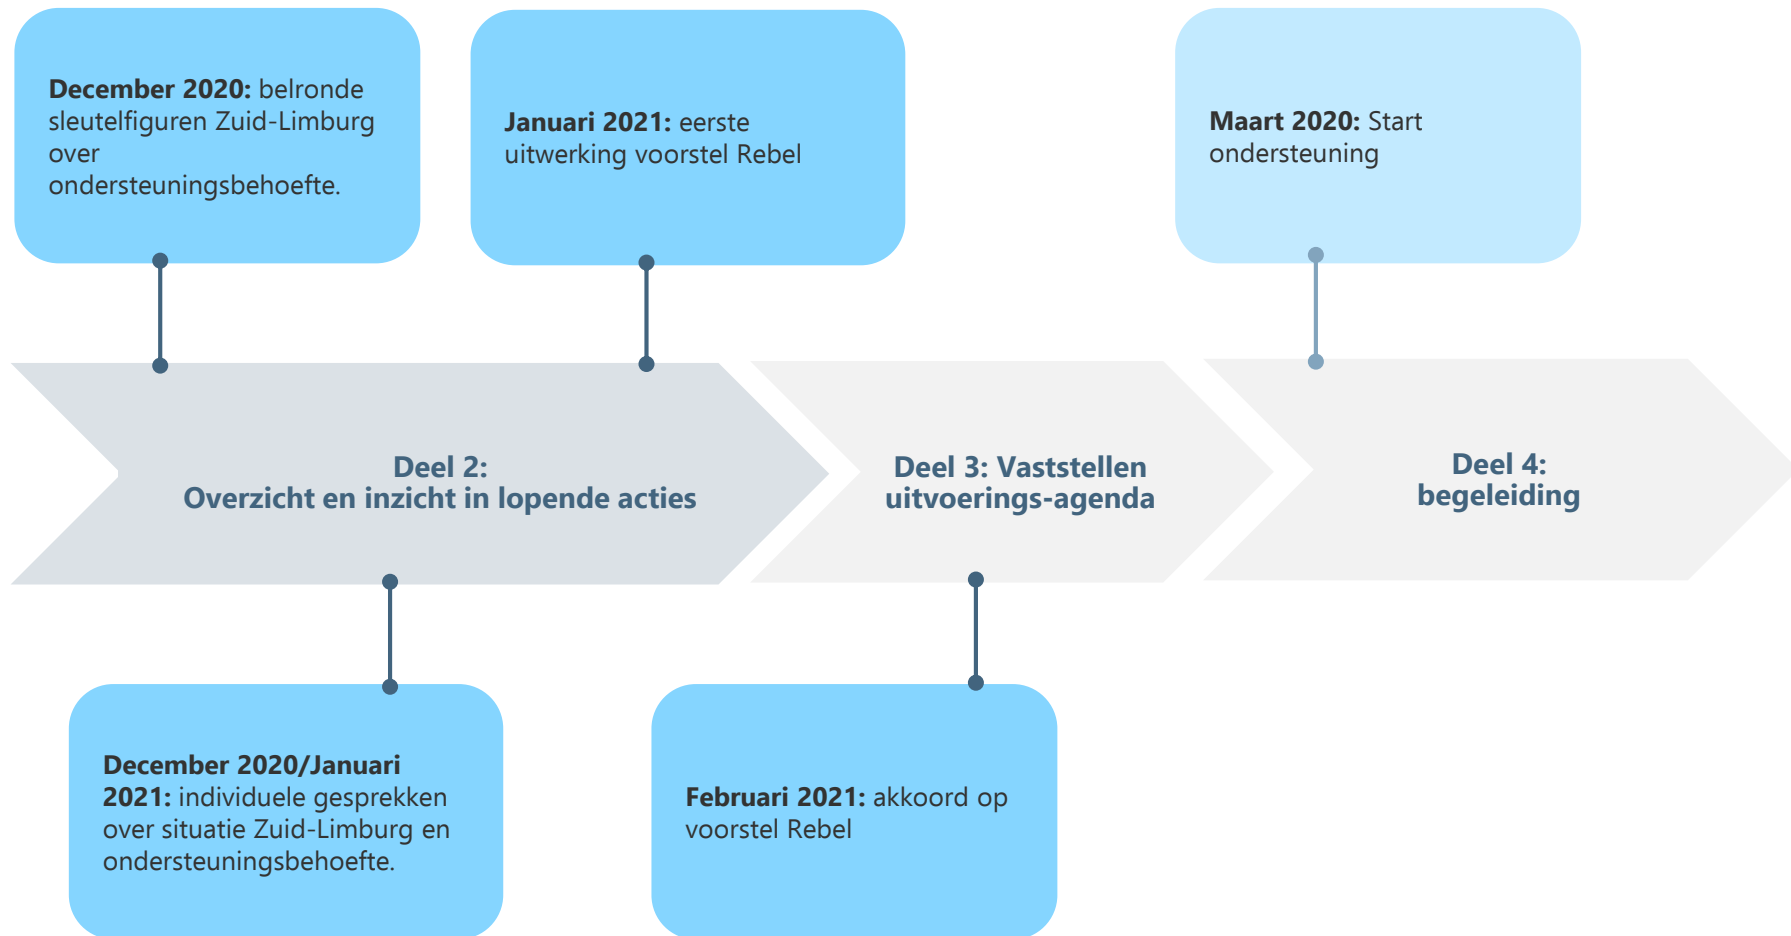 December 2020: belronde
sleutelfiguren Zuid-Limburg
over
ondersteuningsbehoefte.
Januari 2021: eerste
uitwerking voorstel Rebel
Maart 2020: Start
ondersteuning
Deel 2:
Overzicht en inzicht in lopende acties
Deel 3: Vaststellen
uitvoerings-agenda
Deel 4:
begeleiding
December 2020/Januari
2021: individuele gesprekken
over situatie Zuid-Limburg en
ondersteuningsbehoefte.
Februari 2021: akkoord op
voorstel Rebel